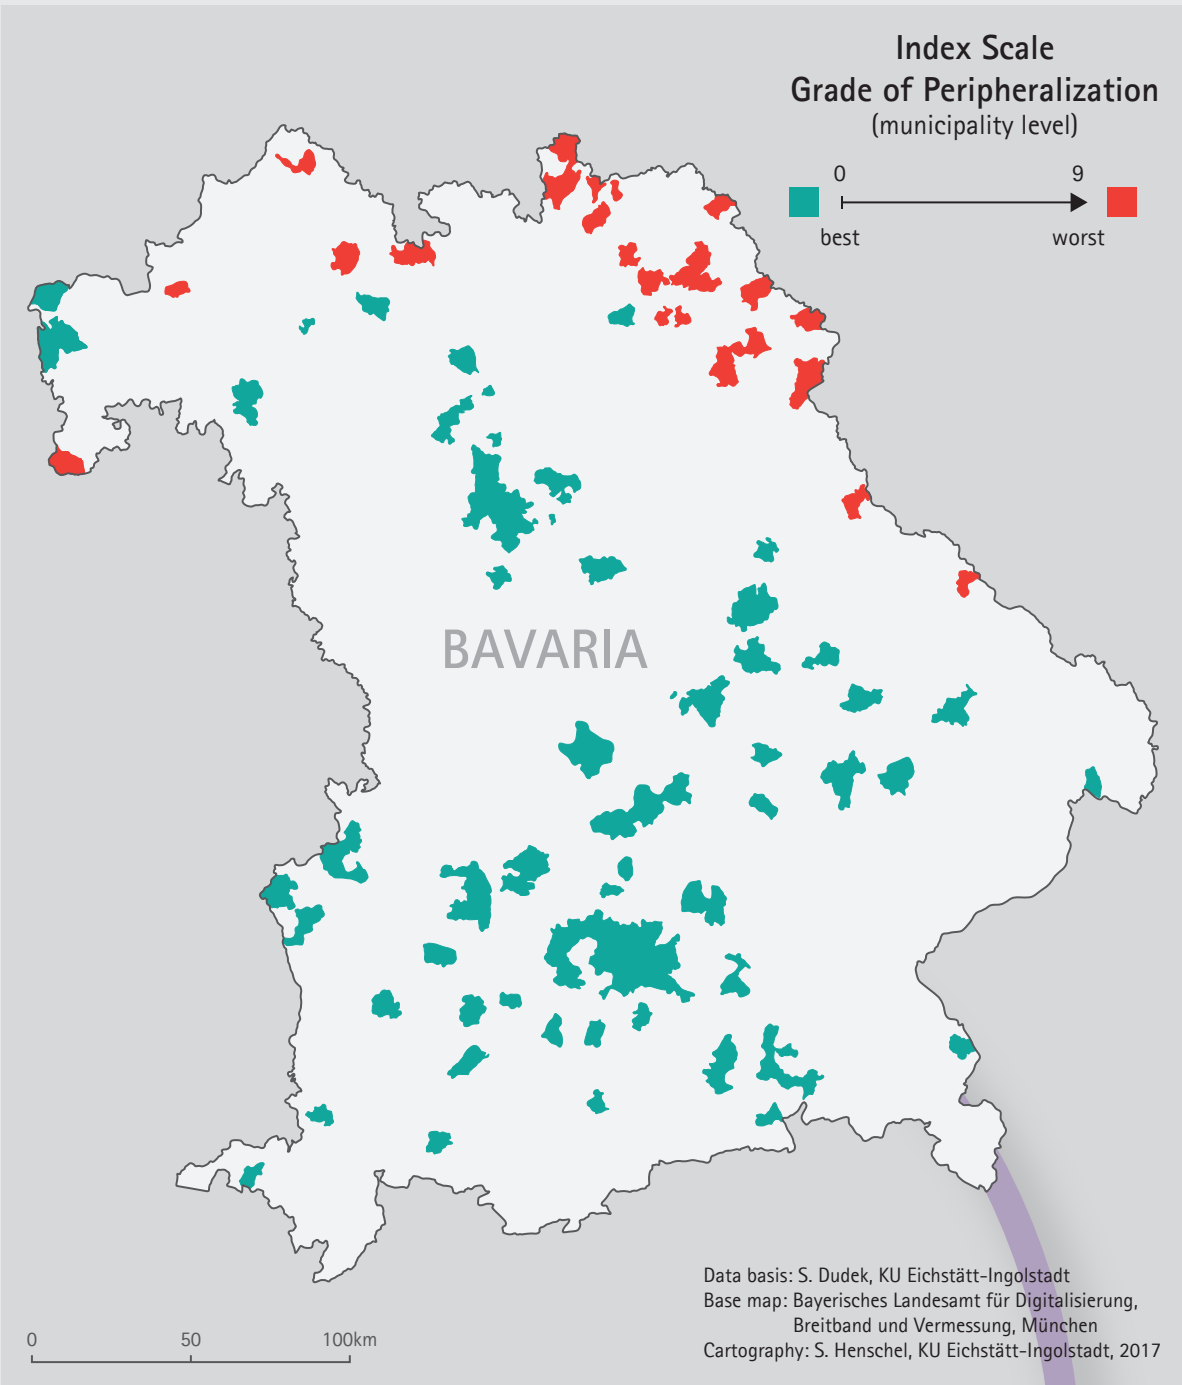 Index Scale
Grade of Peripheralization
(municipality level)
0 9
best worst
BAVARIA
Data basis: S. Dudek, KU Eichstätt-Ingolstadt
Base map: Bayerisches Landesamt für Digitalisierung,
Breitband und Vermessung, München
Cartography: S. Henschel, KU Eichstätt-Ingolstadt, 2017
0 50 100km